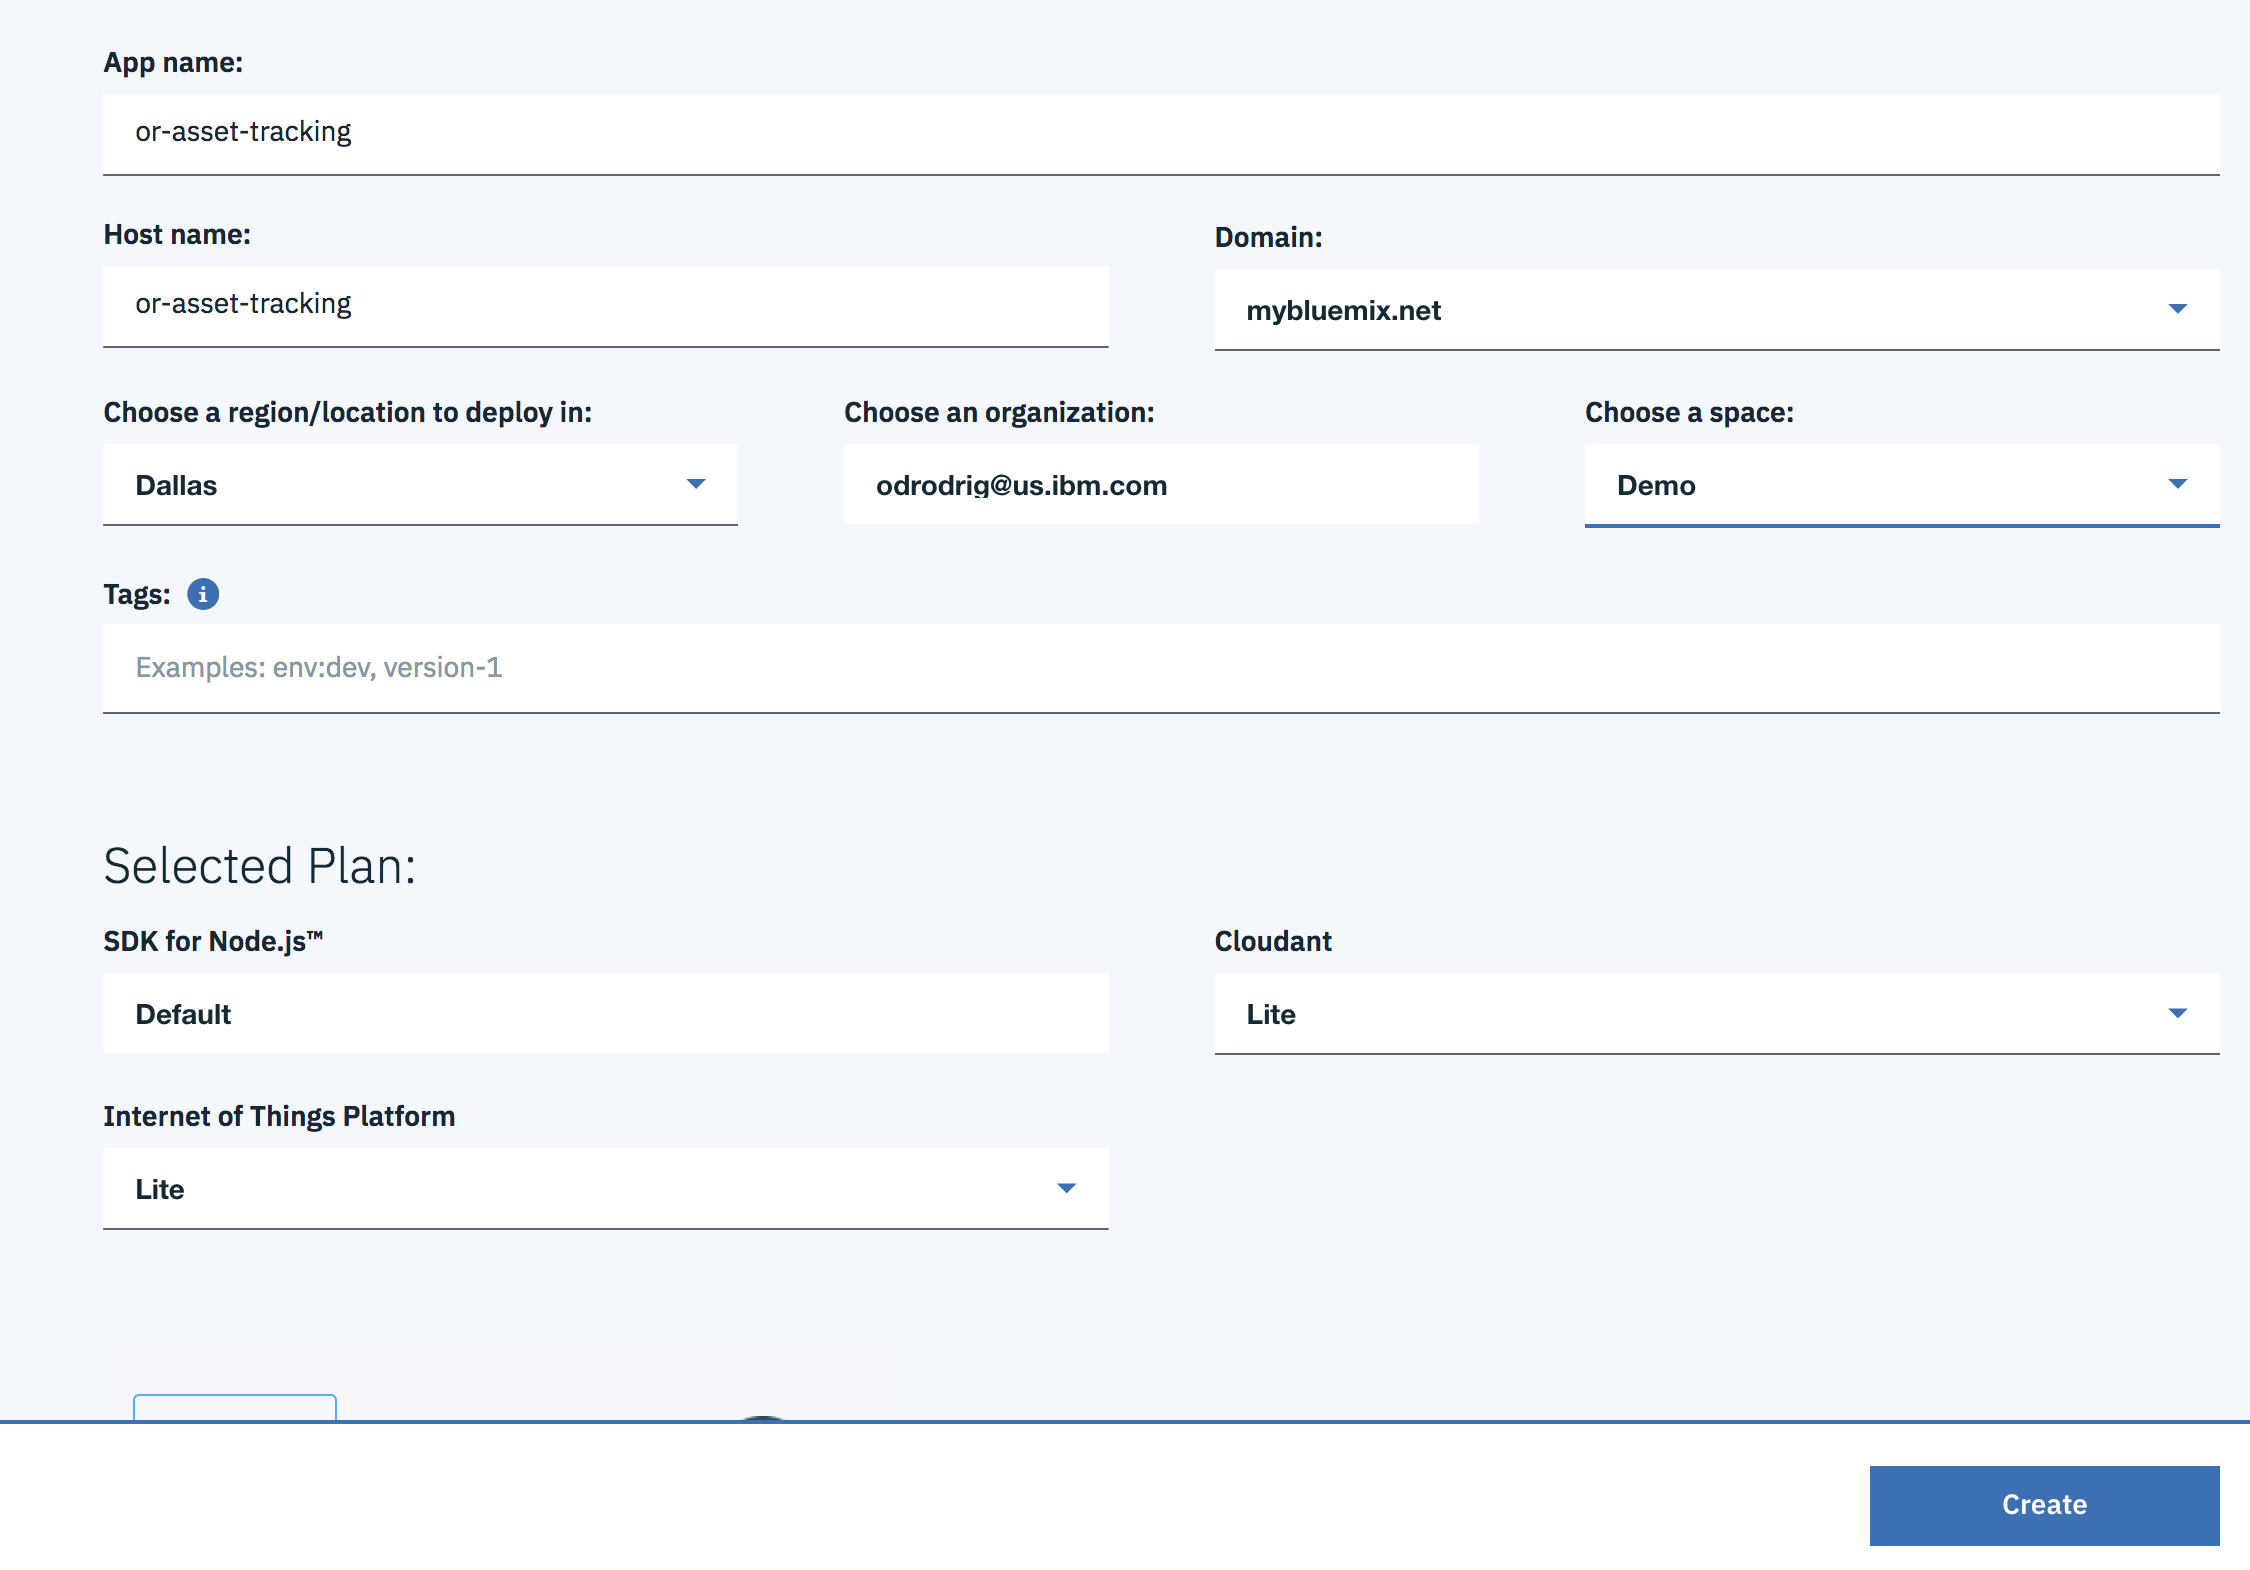 App name:
or-asset-tracking
Host name:
Domain:
or-asset-tracking
mybluemix.net
Choose a region/location to deploy in:
Choose an organization:
Choose a space:
Dallas
odrodrig@us.ibm.com
Demo
Tags:
Examples: env:dev, version-1
Selected Plan:
SDK for Node.js™
Cloudant
Default
Lite
Internet of Things Platform
Lite
Create